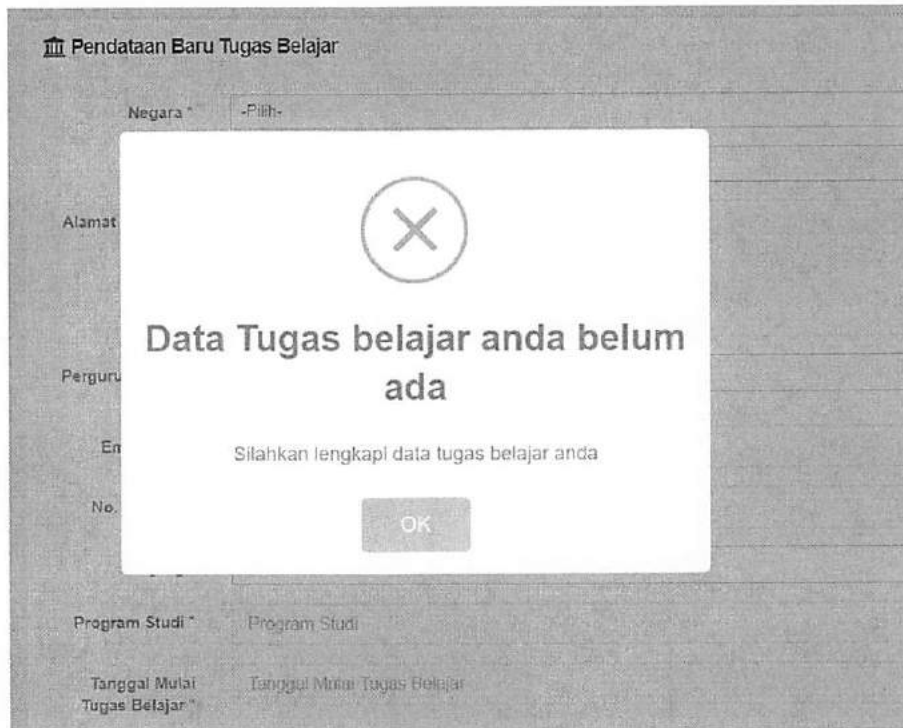 Pendataan Baru Tugas Belajar
Negara *
-Pilih-
Alamat
Data Tugas belajar anda belum
ada
Silahkan lengkapi data tugas belajar anda
No.
OK
Program Studi *
Program Studi
Tanggal Mulai
Tugas Belajar *
Tanggal Mulai Tugas Belajar